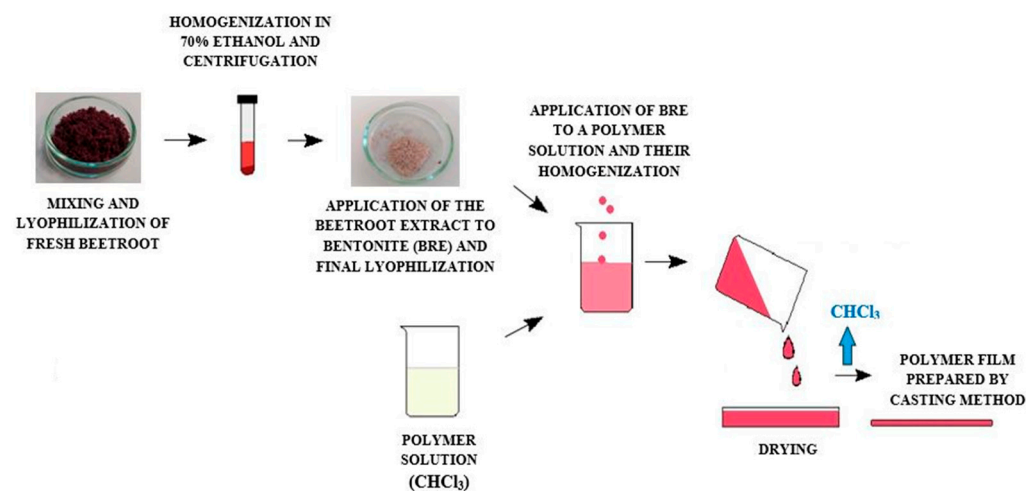 HOMOGENIZATION IN
70% ETHANOL AND
CENTRIFUGATION
MIXING AND
LYOPHILIZATION OF
FRESH BEETROOT
APPLICATION OF THE
BEETROOT EXTRACT TO
BENTONITE (BRE) AND
FINAL LYOPHILIZATION
APPLICATION OF BRE
TO A POLYMER
SOLUTION AND THEIR
HOMOGENIZATION
POLYMER
SOLUTION
(CHCl₃)
CHCl₃
DRYING
POLYMER FILM
PREPARED BY
CASTING METHOD